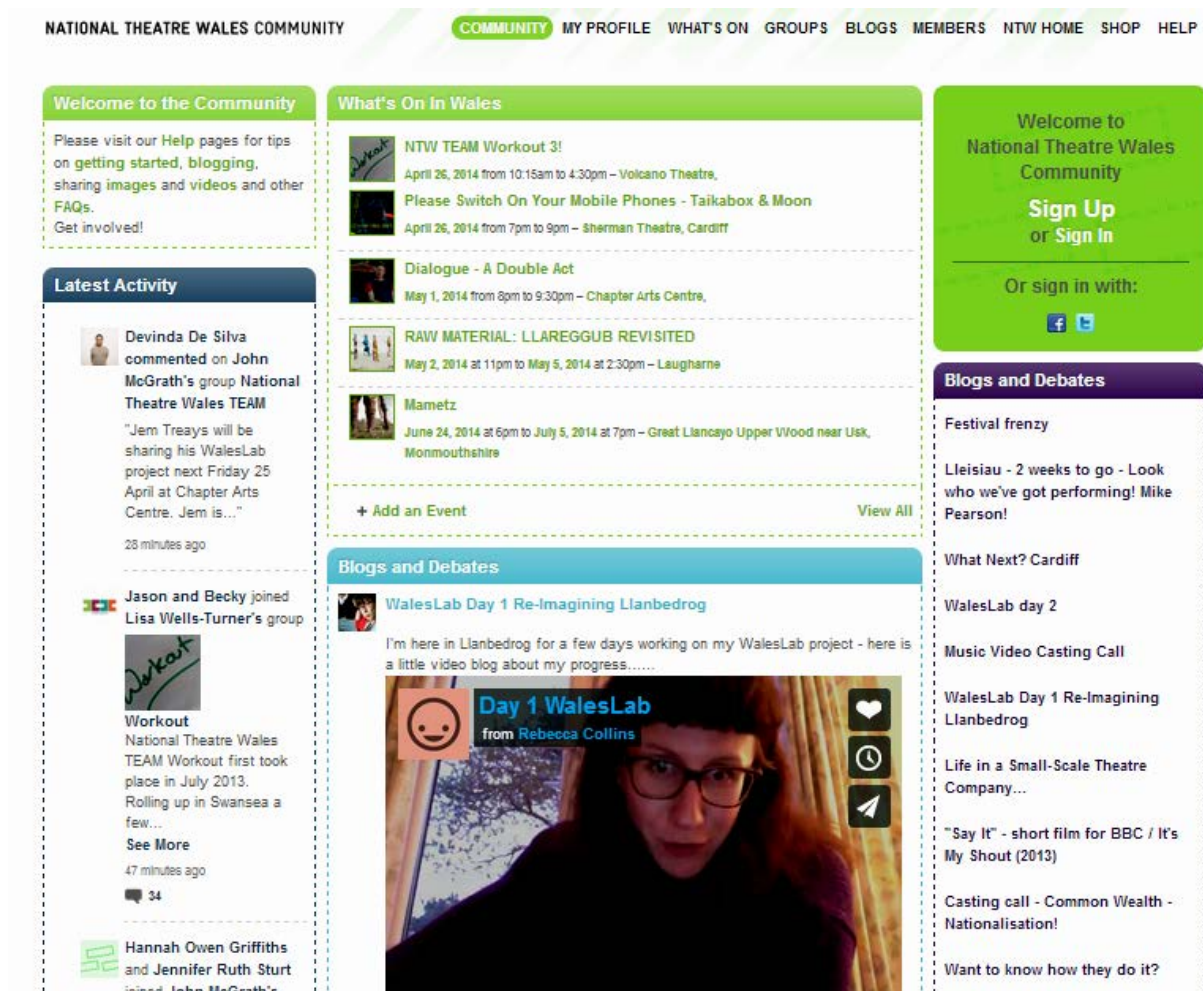 NATIONAL THEATRE WALES COMMUNITY
COMMUNITY MY PROFILE WHAT'S ON GROUPS BLOGS MEMBERS NTW HOME SHOP HELP
Welcome to the Community
Please visit our Help pages for tips
on getting started, blogging,
sharing images and videos and other
FAQs.
Get involved!
Latest Activity
Devinda De Silva
commented on John
McGrath's group National
Theatre Wales TEAM
"Jem Treays will be
sharing his WalesLab
project next Friday 25
April at Chapter Arts
Centre. Jem is..."
28 minutes ago
Jason and Becky joined
Lisa Wells-Turner's group
Workout
Workout
National Theatre Wales
TEAM Workout first took
place in July 2013.
Rolling up in Swansea a
few...
See More
47 minutes ago
34
Hannah Owen Griffiths
and Jennifer Ruth Sturt
joined John McGrath's
What's On In Wales
Workout
NTW TEAM Workout 3!
April 26, 2014 from 10:15am to 4:30pm – Volcano Theatre,
Please Switch On Your Mobile Phones - Taikabox & Moon
April 26, 2014 from 7pm to 9pm – Sherman Theatre, Cardiff
Dialogue - A Double Act
May 1, 2014 from 8pm to 9:30pm – Chapter Arts Centre,
RAW MATERIAL: LLAREGGUB REVISITED
May 2, 2014 at 11pm to May 5, 2014 at 2:30pm – Laugharne
Mametz
June 24, 2014 at 6pm to July 5, 2014 at 7pm – Great Llancayo Upper Wood near Usk,
Monmouthshire
+ Add an Event View All
Blogs and Debates
WalesLab Day 1 Re-Imagining Llanbedrog
I'm here in Llanbedrog for a few days working on my WalesLab project - here is
a little video blog about my progress......
Day 1 WalesLab
from Rebecca Collins
Welcome to
National Theatre Wales
Community
Sign Up
or Sign In
Or sign in with:
Blogs and Debates
Festival frenzy
Lleisiau - 2 weeks to go - Look
who we've got performing! Mike
Pearson!
What Next? Cardiff
WalesLab day 2
Music Video Casting Call
WalesLab Day 1 Re-Imagining
Llanbedrog
Life in a Small-Scale Theatre
Company...
"Say It" - short film for BBC / It's
My Shout (2013)
Casting call - Common Wealth -
Nationalisation!
Want to know how they do it?